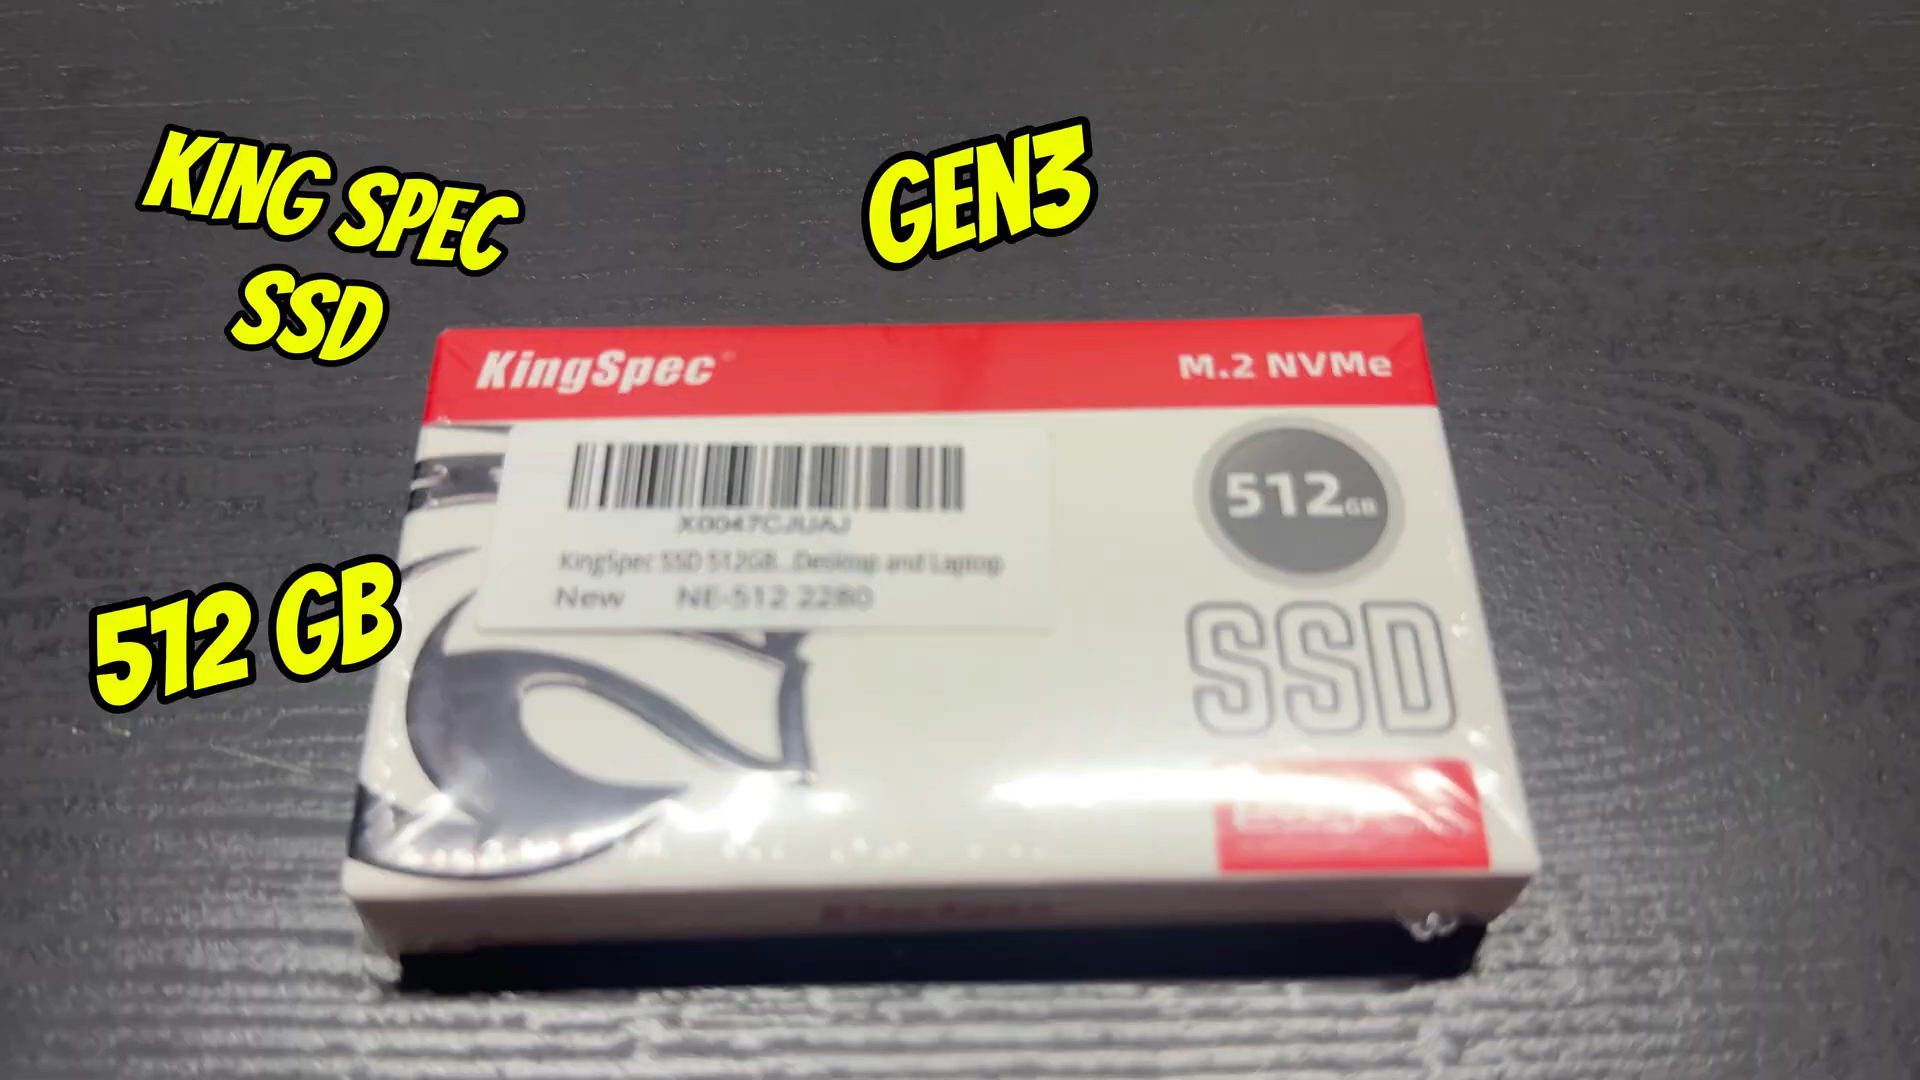 KING SPEC
SSD
GEN3
512 GB
KingSpec
M.2 NVMe
512GB
X0047CJUAJ
KingSpec SSD 512GB...Desktop and Laptop
New NE-512 2280
SSD